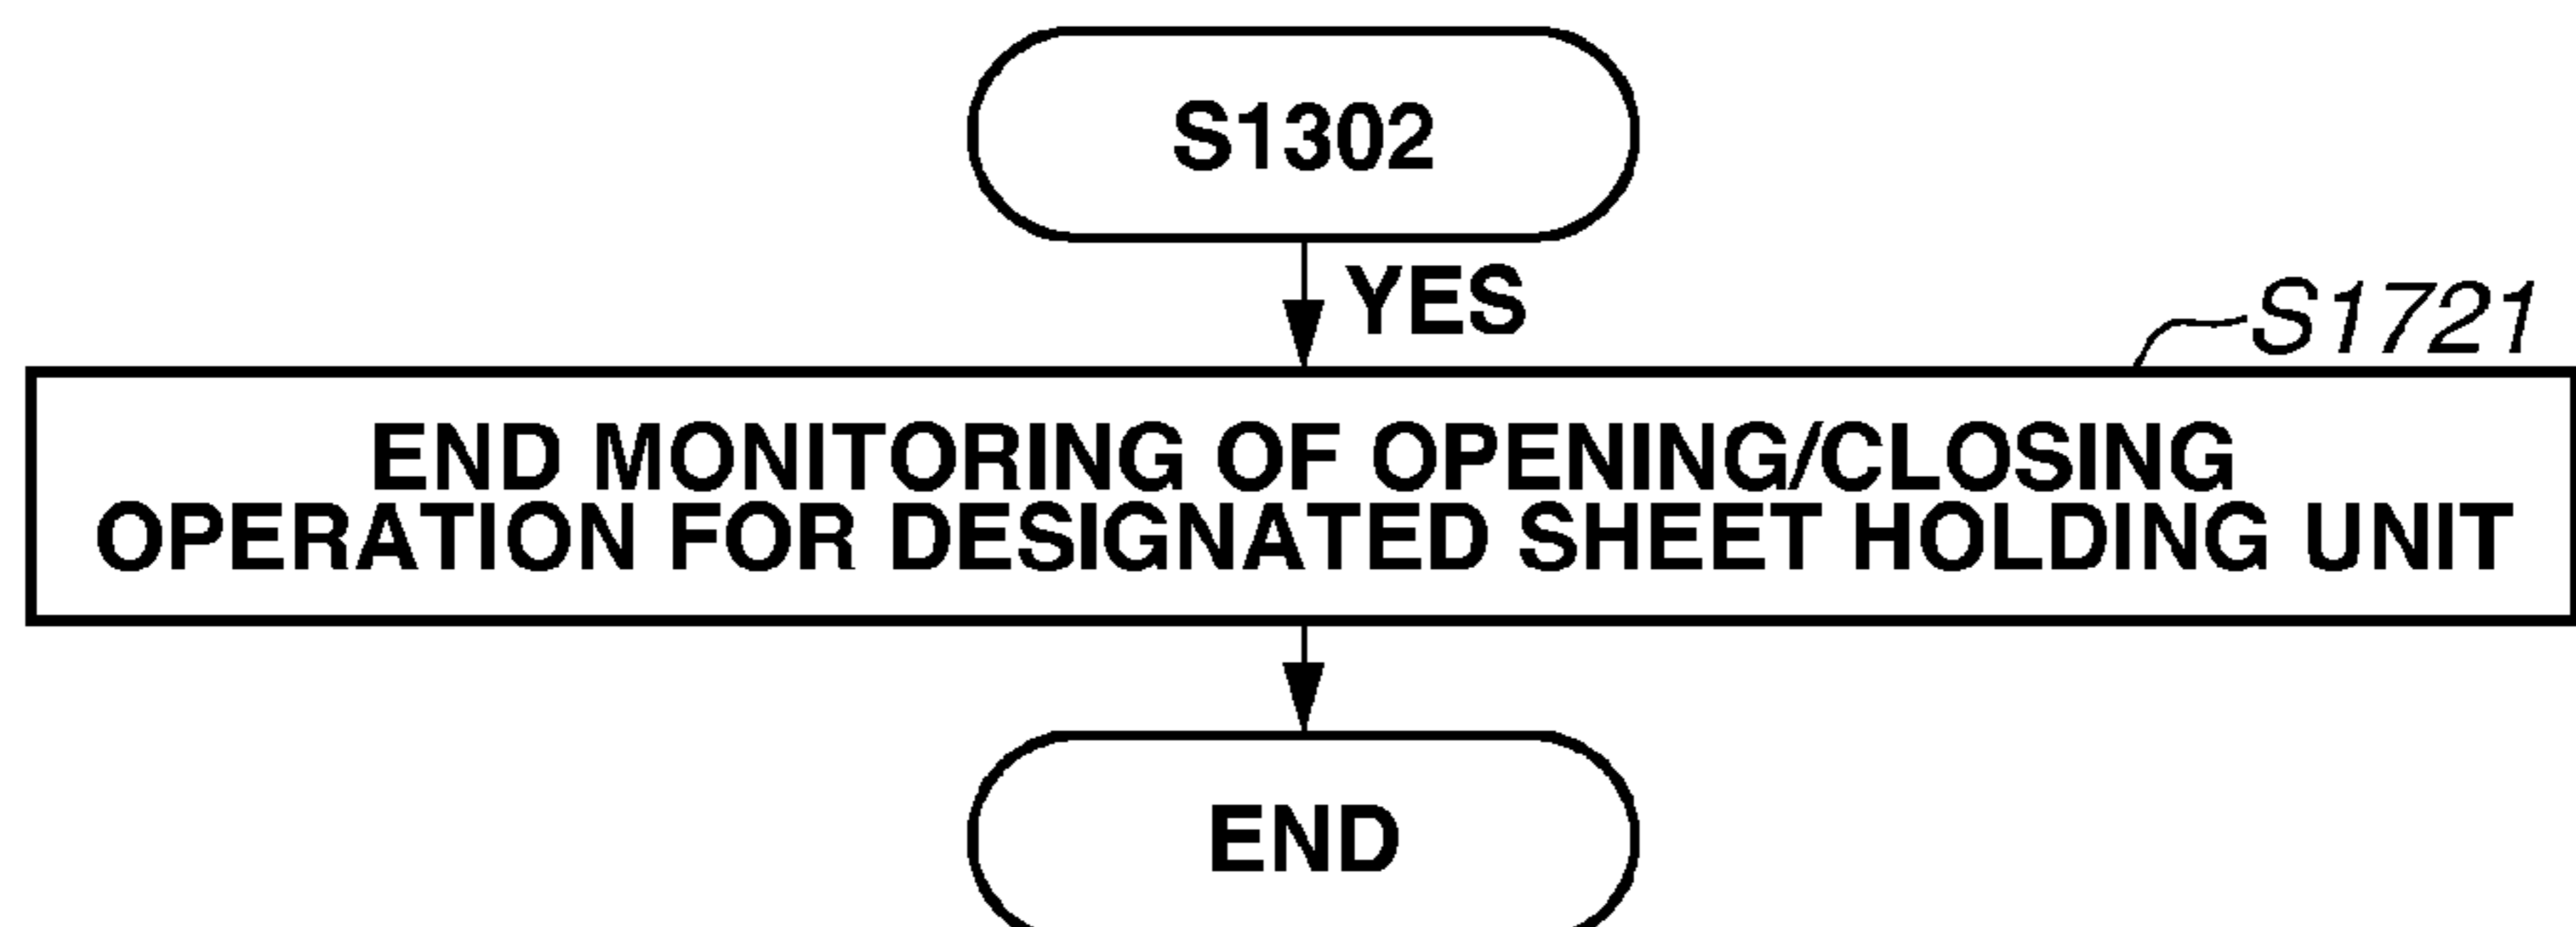 S1302
YES
S1721
END MONITORING OF OPENING/CLOSING
OPERATION FOR DESIGNATED SHEET HOLDING UNIT
END